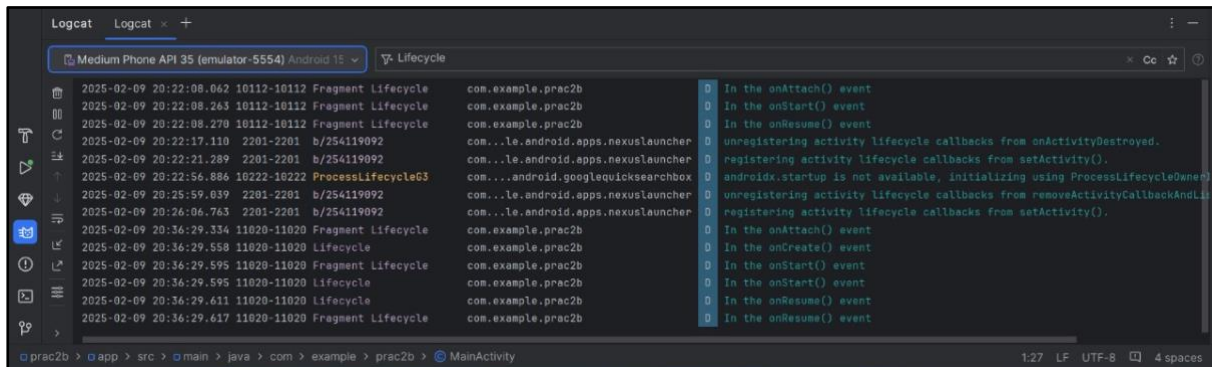 Logcat Logcat × +
Medium Phone API 35 (emulator-5554) Android 15 Lifecycle × Cc
2025-02-09 20:22:08.062 10112-10112 Fragment Lifecycle com.example.prac2b D In the onAttach() event
2025-02-09 20:22:08.263 10112-10112 Fragment Lifecycle com.example.prac2b D In the onStart() event
2025-02-09 20:22:08.270 10112-10112 Fragment Lifecycle com.example.prac2b D In the onResume() event
2025-02-09 20:22:17.110 2201-2201 b/254119092 com...le.android.apps.nexuslauncher D unregistering activity lifecycle callbacks from onActivityDestroyed.
2025-02-09 20:22:21.289 2201-2201 b/254119092 com...le.android.apps.nexuslauncher D registering activity lifecycle callbacks from setActivity().
2025-02-09 20:22:56.886 10222-10222 ProcessLifecycleG3 com....android.googlequicksearchbox D androidx.startup is not available, initializing using ProcessLifecycleOwner
2025-02-09 20:25:59.039 2201-2201 b/254119092 com...le.android.apps.nexuslauncher D unregistering activity lifecycle callbacks from removeActivityCallbackAndLi
2025-02-09 20:26:06.763 2201-2201 b/254119092 com...le.android.apps.nexuslauncher D registering activity lifecycle callbacks from setActivity().
2025-02-09 20:36:29.334 11020-11020 Fragment Lifecycle com.example.prac2b D In the onAttach() event
2025-02-09 20:36:29.558 11020-11020 Lifecycle com.example.prac2b D In the onCreate() event
2025-02-09 20:36:29.595 11020-11020 Fragment Lifecycle com.example.prac2b D In the onStart() event
2025-02-09 20:36:29.595 11020-11020 Lifecycle com.example.prac2b D In the onStart() event
2025-02-09 20:36:29.611 11020-11020 Lifecycle com.example.prac2b D In the onResume() event
2025-02-09 20:36:29.617 11020-11020 Fragment Lifecycle com.example.prac2b D In the onResume() event
prac2b > app > src > main > java > com > example > prac2b > MainActivity 1:27 LF UTF-8 4 spaces